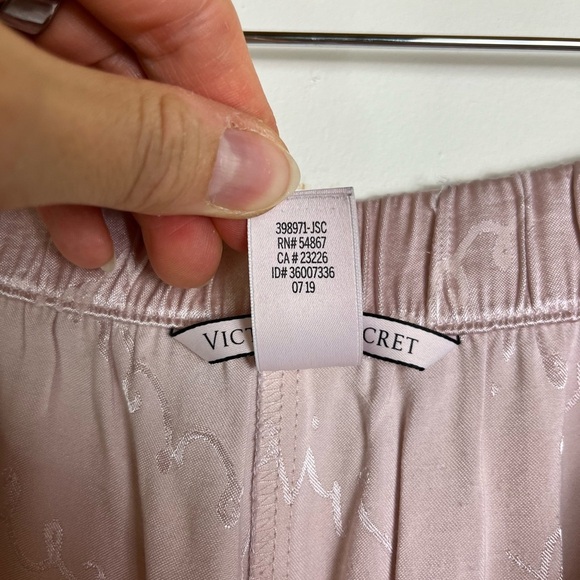 398971-JSC
RN# 54867
CA # 23226
ID# 36007336
07 19
VICT CRET